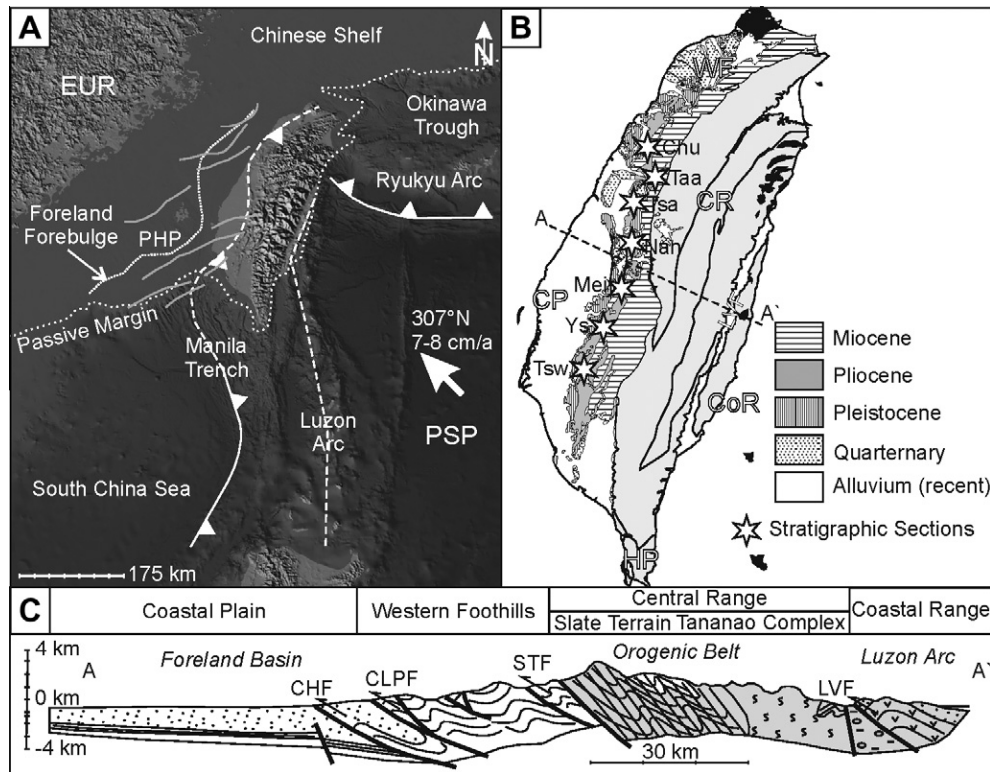 A
Chinese Shelf
N
EUR
Okinawa
Trough
Ryukyu Arc
Foreland
Forebulge
PHP
Passive Margin
Manila
Trench
307°N
7-8 cm/a
Luzon
Arc
PSP
South China Sea
175 km
B
WF
Chu
Taa
Tsa
CR
A
Nan
Mei
A`
CP
Ys
Tsw
CoR
HP
Miocene
Pliocene
Pleistocene
Quarternary
Alluvium (recent)
Stratigraphic Sections
C
Coastal Plain
Western Foothills
Central Range
Slate Terrain Tananao Complex
Coastal Range
4 km
A
Foreland Basin
Orogenic Belt
Luzon Arc
A`
CHF
CLPF
STF
LVF
0 km
-4 km
30 km
s s s s s s s
v v v v v v